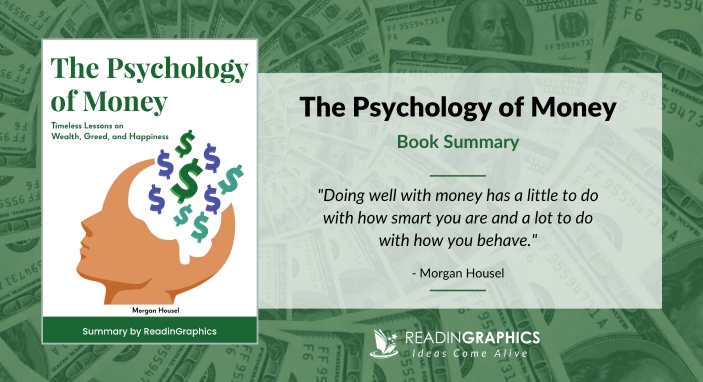 The Psychology
of Money
Timeless Lessons on
Wealth, Greed, and Happiness
$ $ $ $ $ $ $ $ $
Morgan Housel
Summary by ReadinGraphics
The Psychology of Money
Book Summary
"Doing well with money has a little to do
with how smart you are and a lot to do
with how you behave."
- Morgan Housel
READINGRAPHICS
Ideas Come Alive